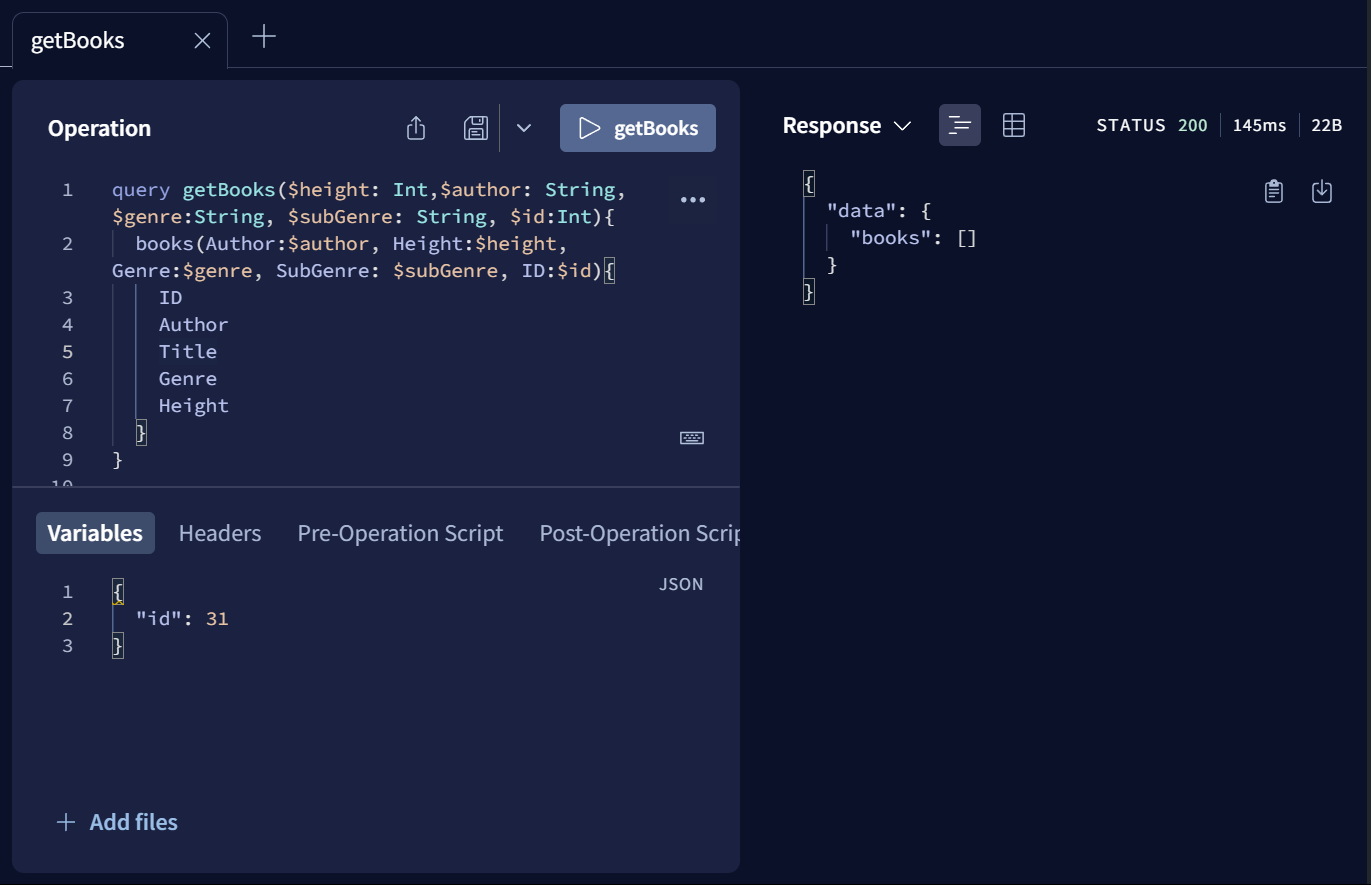 getBooks
Operation
getBooks
1 query getBooks($height: Int,$author: String,
$genre:String, $subGenre: String, $id:Int){
2 books(Author:$author, Height:$height,
Genre:$genre, SubGenre: $subGenre, ID:$id){
3 ID
4 Author
5 Title
6 Genre
7 Height
8 }
9 }
10
Variables Headers Pre-Operation Script Post-Operation Scrip
JSON
1 {
2 "id": 31
3 }
Add files
Response STATUS 200 145ms 22B
{
"data": {
"books": []
}
}